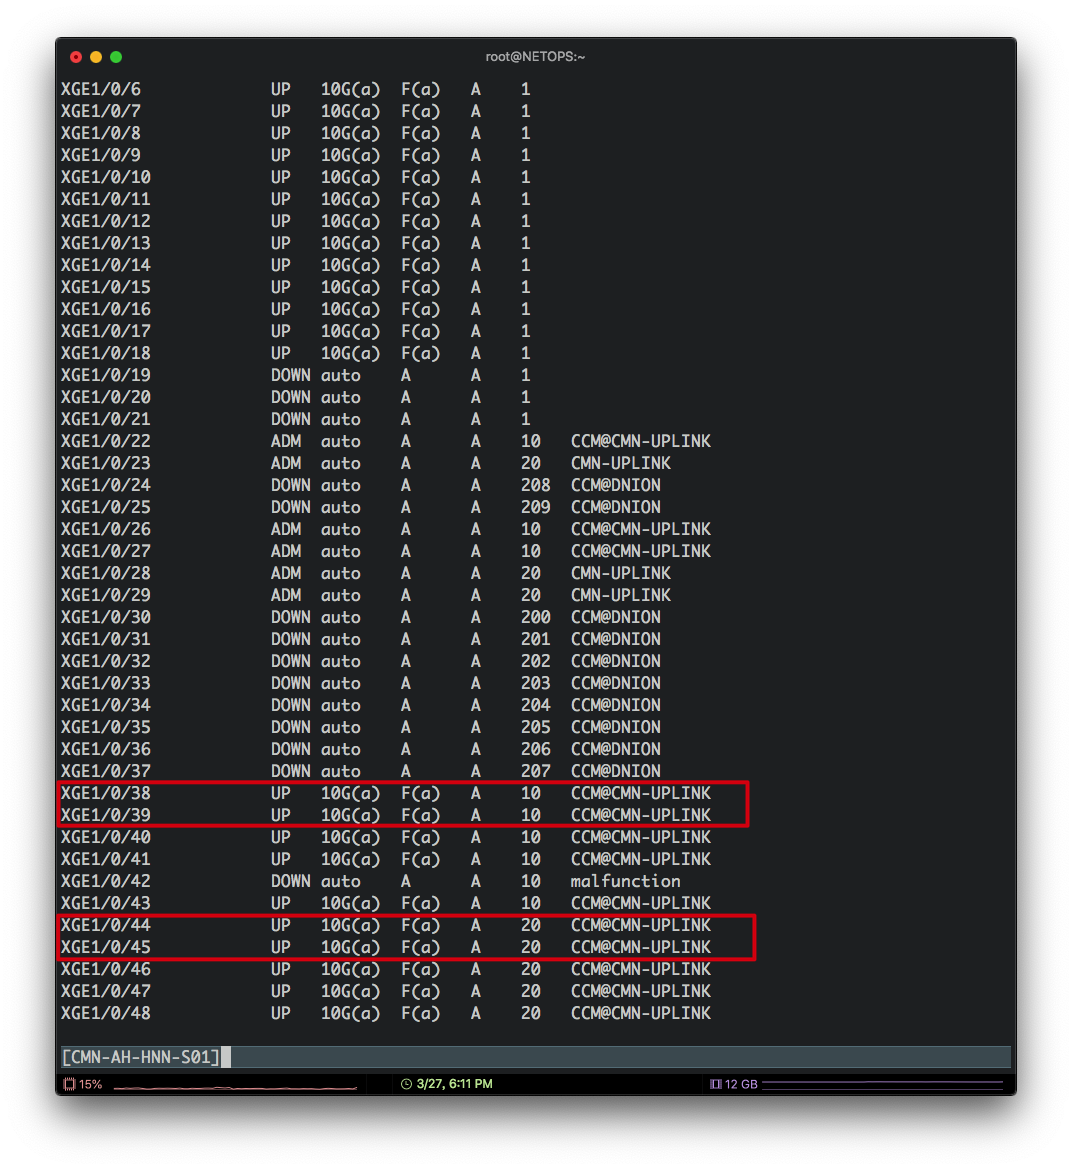 root@NETOPS:~
XGE1/0/6 UP 10G(a) F(a) A 1
XGE1/0/7 UP 10G(a) F(a) A 1
XGE1/0/8 UP 10G(a) F(a) A 1
XGE1/0/9 UP 10G(a) F(a) A 1
XGE1/0/10 UP 10G(a) F(a) A 1
XGE1/0/11 UP 10G(a) F(a) A 1
XGE1/0/12 UP 10G(a) F(a) A 1
XGE1/0/13 UP 10G(a) F(a) A 1
XGE1/0/14 UP 10G(a) F(a) A 1
XGE1/0/15 UP 10G(a) F(a) A 1
XGE1/0/16 UP 10G(a) F(a) A 1
XGE1/0/17 UP 10G(a) F(a) A 1
XGE1/0/18 UP 10G(a) F(a) A 1
XGE1/0/19 DOWN auto A A 1
XGE1/0/20 DOWN auto A A 1
XGE1/0/21 DOWN auto A A 1
XGE1/0/22 ADM auto A A 10 CCM@CMN-UPLINK
XGE1/0/23 ADM auto A A 20 CMN-UPLINK
XGE1/0/24 DOWN auto A A 208 CCM@DNION
XGE1/0/25 DOWN auto A A 209 CCM@DNION
XGE1/0/26 ADM auto A A 10 CCM@CMN-UPLINK
XGE1/0/27 ADM auto A A 10 CCM@CMN-UPLINK
XGE1/0/28 ADM auto A A 20 CMN-UPLINK
XGE1/0/29 ADM auto A A 20 CMN-UPLINK
XGE1/0/30 DOWN auto A A 200 CCM@DNION
XGE1/0/31 DOWN auto A A 201 CCM@DNION
XGE1/0/32 DOWN auto A A 202 CCM@DNION
XGE1/0/33 DOWN auto A A 203 CCM@DNION
XGE1/0/34 DOWN auto A A 204 CCM@DNION
XGE1/0/35 DOWN auto A A 205 CCM@DNION
XGE1/0/36 DOWN auto A A 206 CCM@DNION
XGE1/0/37 DOWN auto A A 207 CCM@DNION
XGE1/0/38 UP 10G(a) F(a) A 10 CCM@CMN-UPLINK
XGE1/0/39 UP 10G(a) F(a) A 10 CCM@CMN-UPLINK
XGE1/0/40 UP 10G(a) F(a) A 10 CCM@CMN-UPLINK
XGE1/0/41 UP 10G(a) F(a) A 10 CCM@CMN-UPLINK
XGE1/0/42 DOWN auto A A 10 malfunction
XGE1/0/43 UP 10G(a) F(a) A 10 CCM@CMN-UPLINK
XGE1/0/44 UP 10G(a) F(a) A 20 CCM@CMN-UPLINK
XGE1/0/45 UP 10G(a) F(a) A 20 CCM@CMN-UPLINK
XGE1/0/46 UP 10G(a) F(a) A 20 CCM@CMN-UPLINK
XGE1/0/47 UP 10G(a) F(a) A 20 CCM@CMN-UPLINK
XGE1/0/48 UP 10G(a) F(a) A 20 CCM@CMN-UPLINK
[CMN-AH-HNN-S01]
15% 3/27, 6:11 PM 12 GB